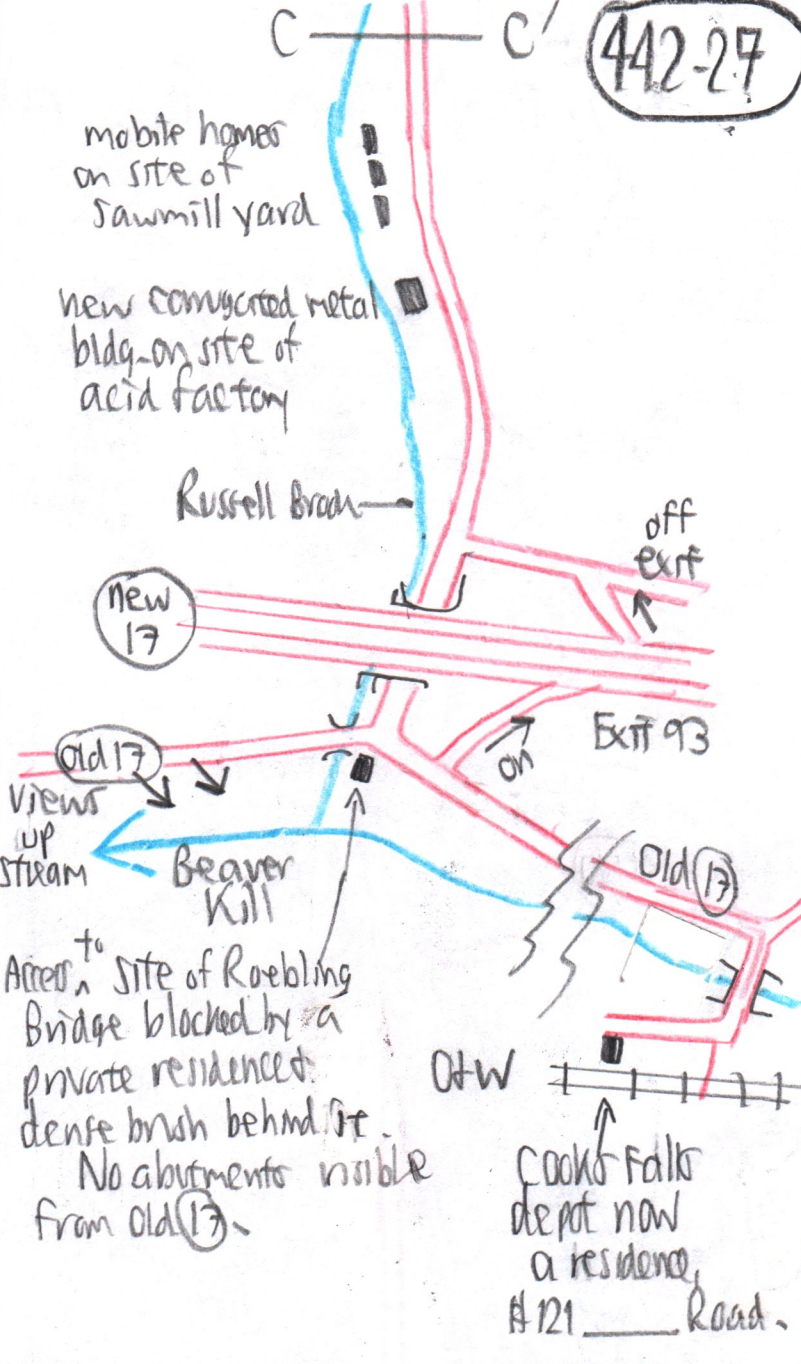 C — C'
442-27
mobile homes
on site of
sawmill yard
new corrugated metal
bldg. on site of
acid factory
Russell Brook
off
exit
new
17
Old 17
on
Exit 93
views
up
stream
Beaver
Kill
Old 17
Access to site of Roebling
Bridge blocked by a
private residence &
dense brush behind it.
No abutments visible
from Old 17.
O+W
Cooks Falls
depot now
a residence,
#121 ______ Road.